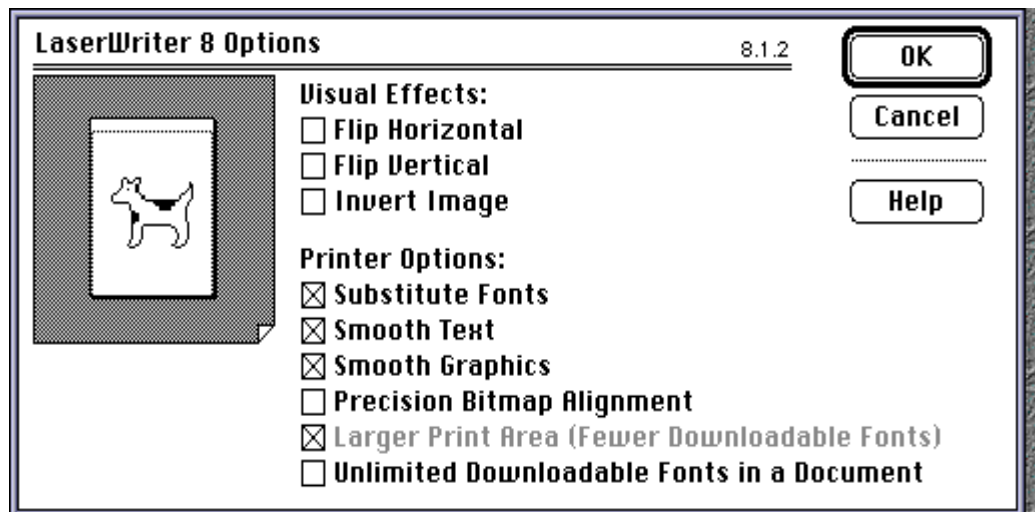 LaserWriter 8 Options 8.1.2
OK
Visual Effects:
Cancel
Flip Horizontal
Flip Vertical
Invert Image
Help
Printer Options:
Substitute Fonts
Smooth Text
Smooth Graphics
Precision Bitmap Alignment
Larger Print Area (Fewer Downloadable Fonts)
Unlimited Downloadable Fonts in a Document